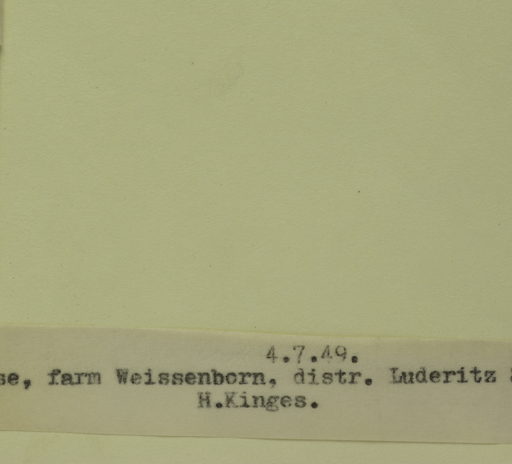 4.7.49.
se, farm Weissenborn, distr. Luderitz
H.Kinges.